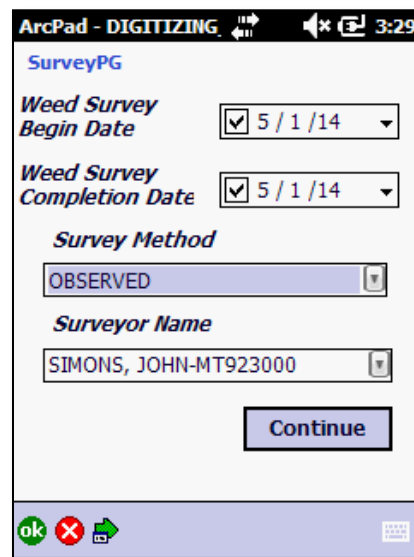 ArcPad - DIGITIZING_ 3:29
SurveyPG
Weed Survey
Begin Date
5 / 1 /14
Weed Survey
Completion Date
5 / 1 /14
Survey Method
OBSERVED
Surveyor Name
SIMONS, JOHN-MT923000
Continue
ok